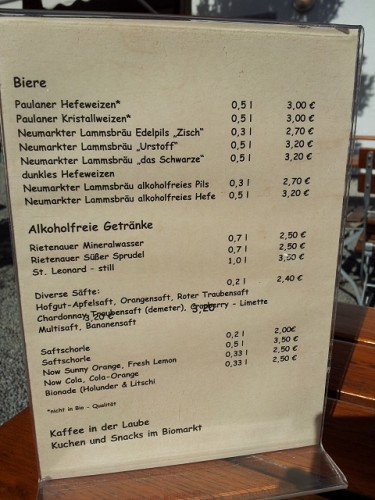 Biere
Paulaner Hefeweizen* 0,5 l 3,00 €
Paulaner Kristallweizen* 0,5 l 3,00 €
Neumarkter Lammsbräu Edelpils „Zisch" 0,3 l 2,70 €
Neumarkter Lammsbräu „Urstoff" 0,5 l 3,20 €
Neumarkter Lammsbräu „das Schwarze" 0,5 l 3,20 €
dunkles Hefeweizen
Neumarkter Lammsbräu alkoholfreies Pils 0,3 l 2,70 €
Neumarkter Lammsbräu alkoholfreies Hefe 0,5 l 3,20 €
Alkoholfreie Getränke
Rietenauer Mineralwasser 0,7 l 2,50 €
Rietenauer Süßer Sprudel 0,7 l 2,50 €
St. Leonard - still 1,0 l 3,50 €
Diverse Säfte: 0,2 l 2,40 €
Hofgut-Apfelsaft, Orangensaft, Roter Traubensaft
Chardonnay Traubensaft (demeter), - Limette
3,20 € 3,20
Multisaft, Bananensaft
Saftschorle 0,2 l 2,00€
Saftschorle 0,5 l 3,50 €
Now Sunny Orange, Fresh Lemon 0,33 l 2,50 €
Now Cola, Cola-Orange 0,33 l 2,50 €
Bionade (Holunder & Litschi
*nicht in Bio - Qualität
Kaffee in der Laube
Kuchen und Snacks im Biomarkt